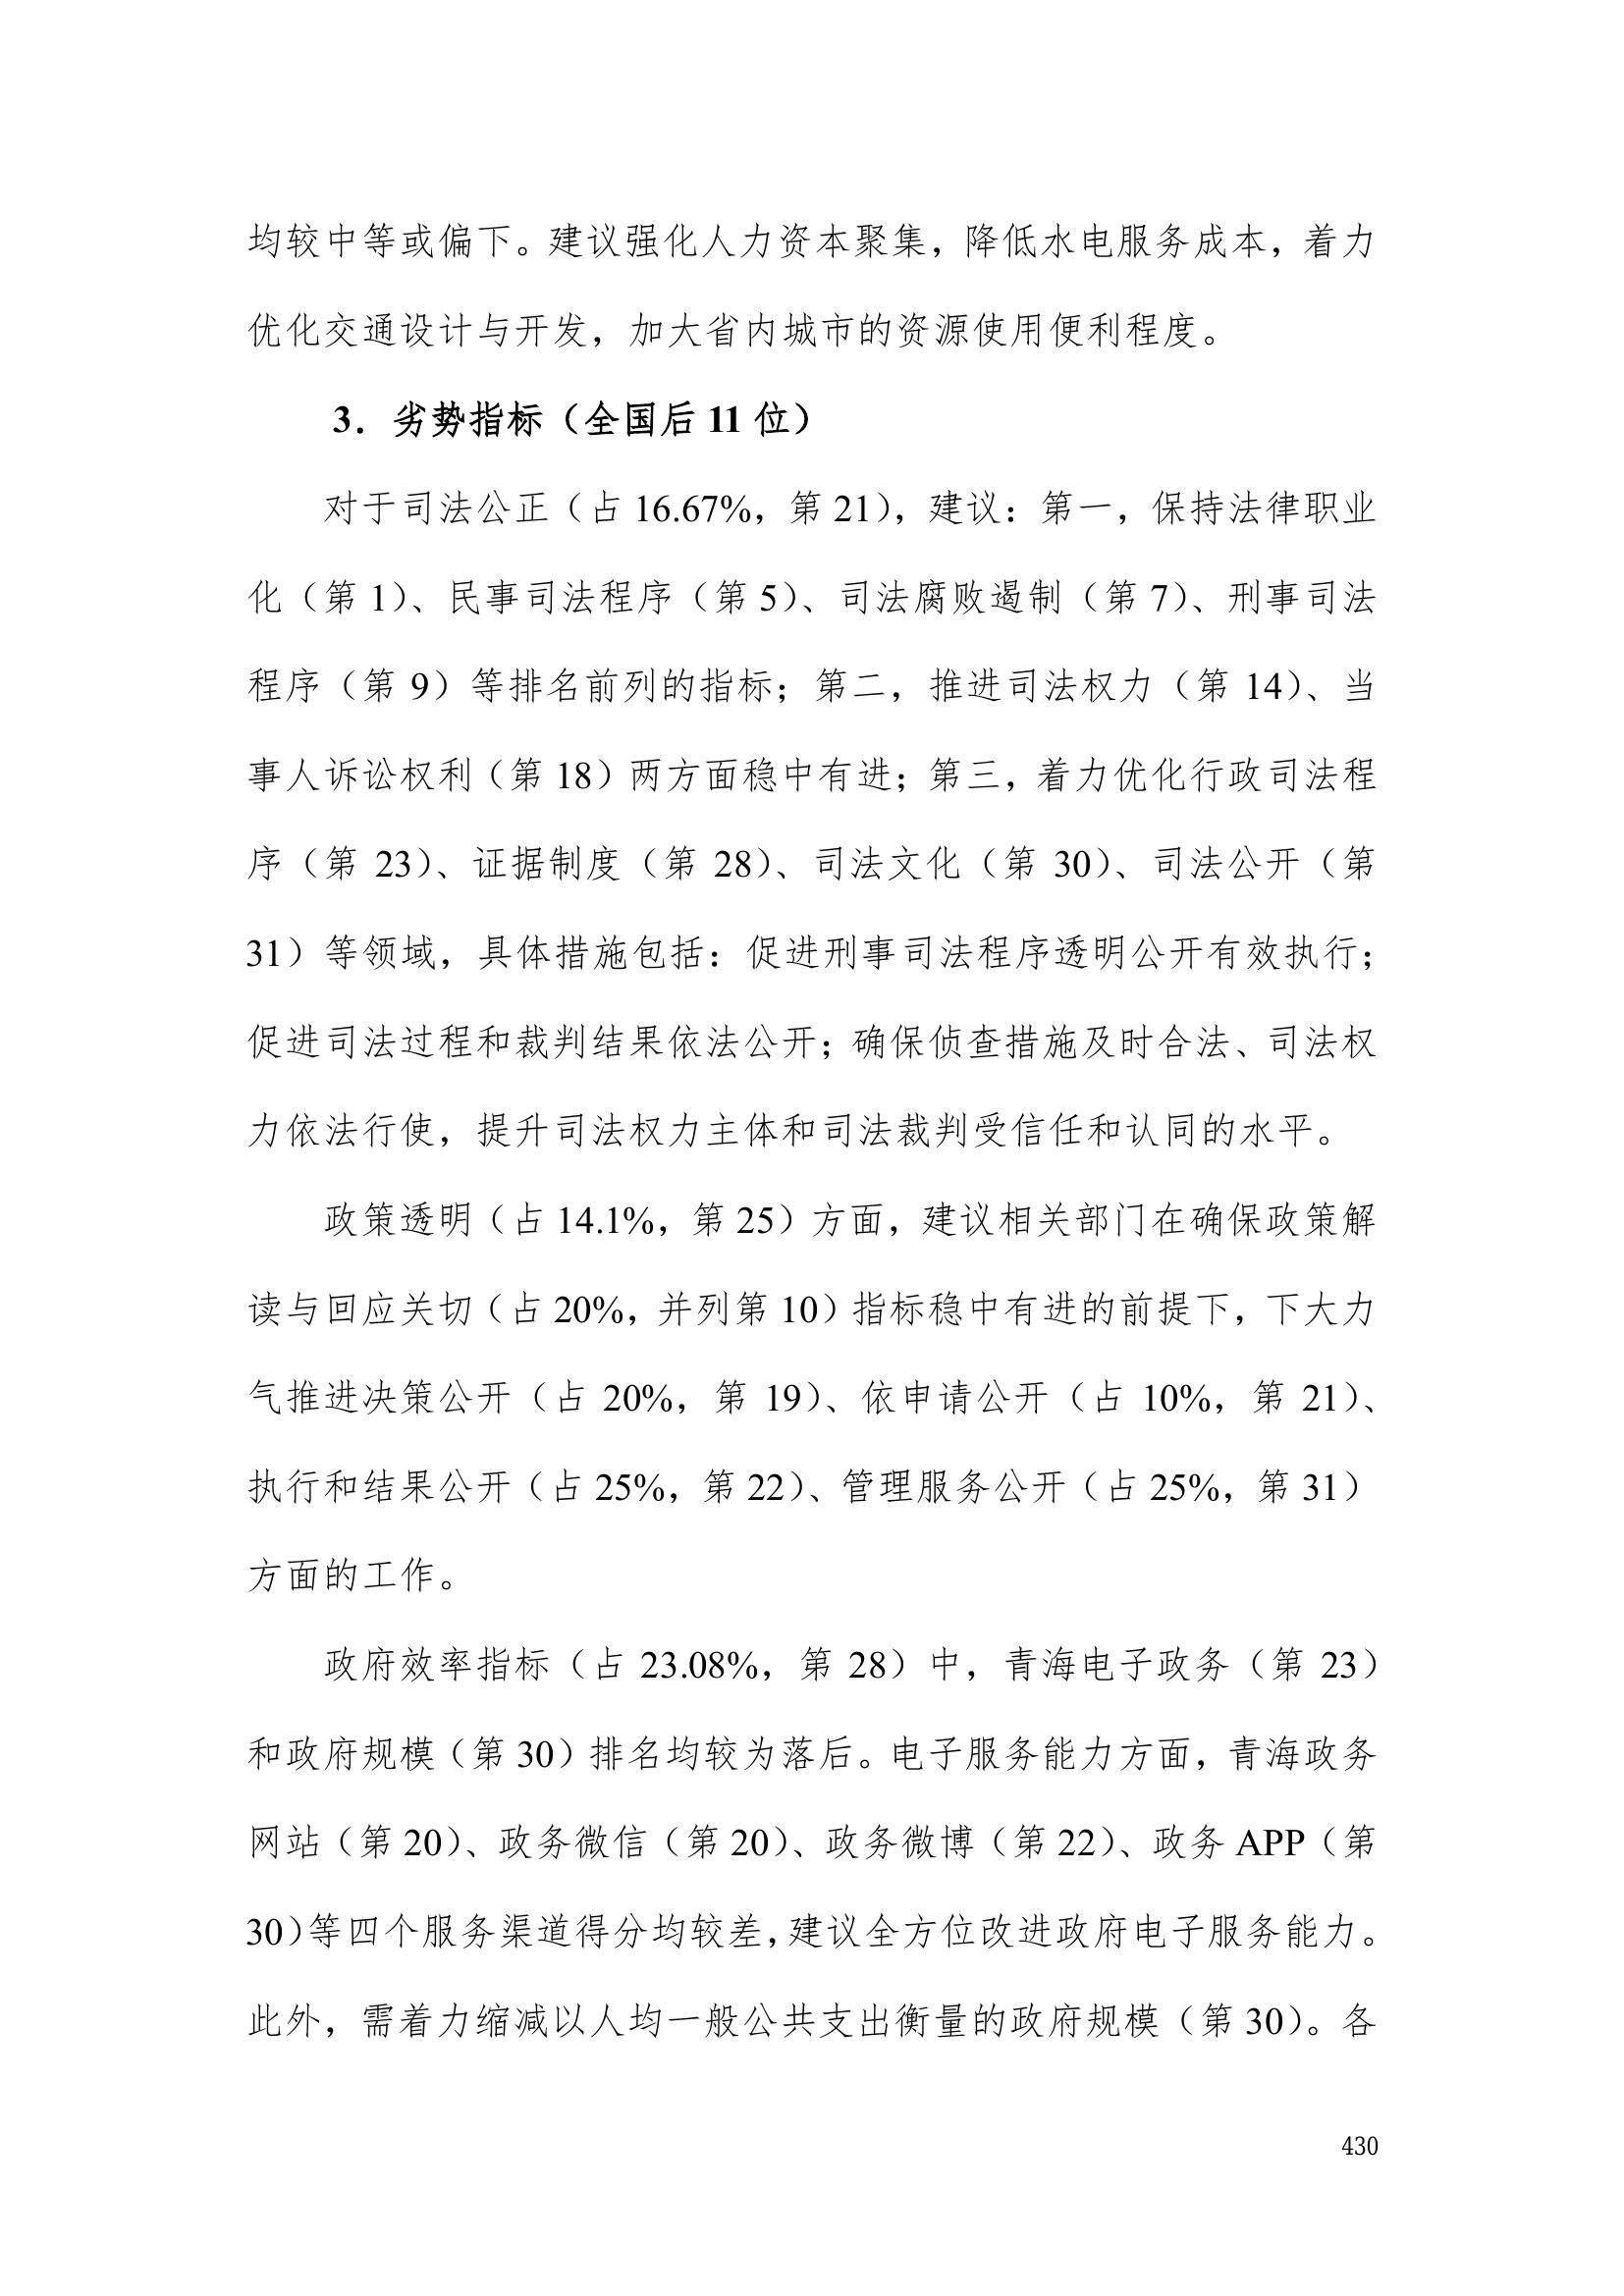 均较中等或偏下。建议强化人力资本聚集，降低水电服务成本，着力
优化交通设计与开发，加大省内城市的资源使用便利程度。
3．劣势指标（全国后 11 位）
对于司法公正（占 16.67%，第 21），建议：第一，保持法律职业
化（第 1）、民事司法程序（第 5）、司法腐败遏制（第 7）、刑事司法
程序（第 9）等排名前列的指标；第二，推进司法权力（第 14）、当
事人诉讼权利（第 18）两方面稳中有进；第三，着力优化行政司法程
序（第 23）、证据制度（第 28）、司法文化（第 30）、司法公开（第
31）等领域，具体措施包括：促进刑事司法程序透明公开有效执行；
促进司法过程和裁判结果依法公开；确保侦查措施及时合法、司法权
力依法行使，提升司法权力主体和司法裁判受信任和认同的水平。
政策透明（占 14.1%，第 25）方面，建议相关部门在确保政策解
读与回应关切（占 20%，并列第 10）指标稳中有进的前提下，下大力
气推进决策公开（占 20%，第 19）、依申请公开（占 10%，第 21）、
执行和结果公开（占 25%，第 22）、管理服务公开（占 25%，第 31）
方面的工作。
政府效率指标（占 23.08%，第 28）中，青海电子政务（第 23）
和政府规模（第 30）排名均较为落后。电子服务能力方面，青海政务
网站（第 20）、政务微信（第 20）、政务微博（第 22）、政务 APP（第
30）等四个服务渠道得分均较差，建议全方位改进政府电子服务能力。
此外，需着力缩减以人均一般公共支出衡量的政府规模（第 30）。各
430